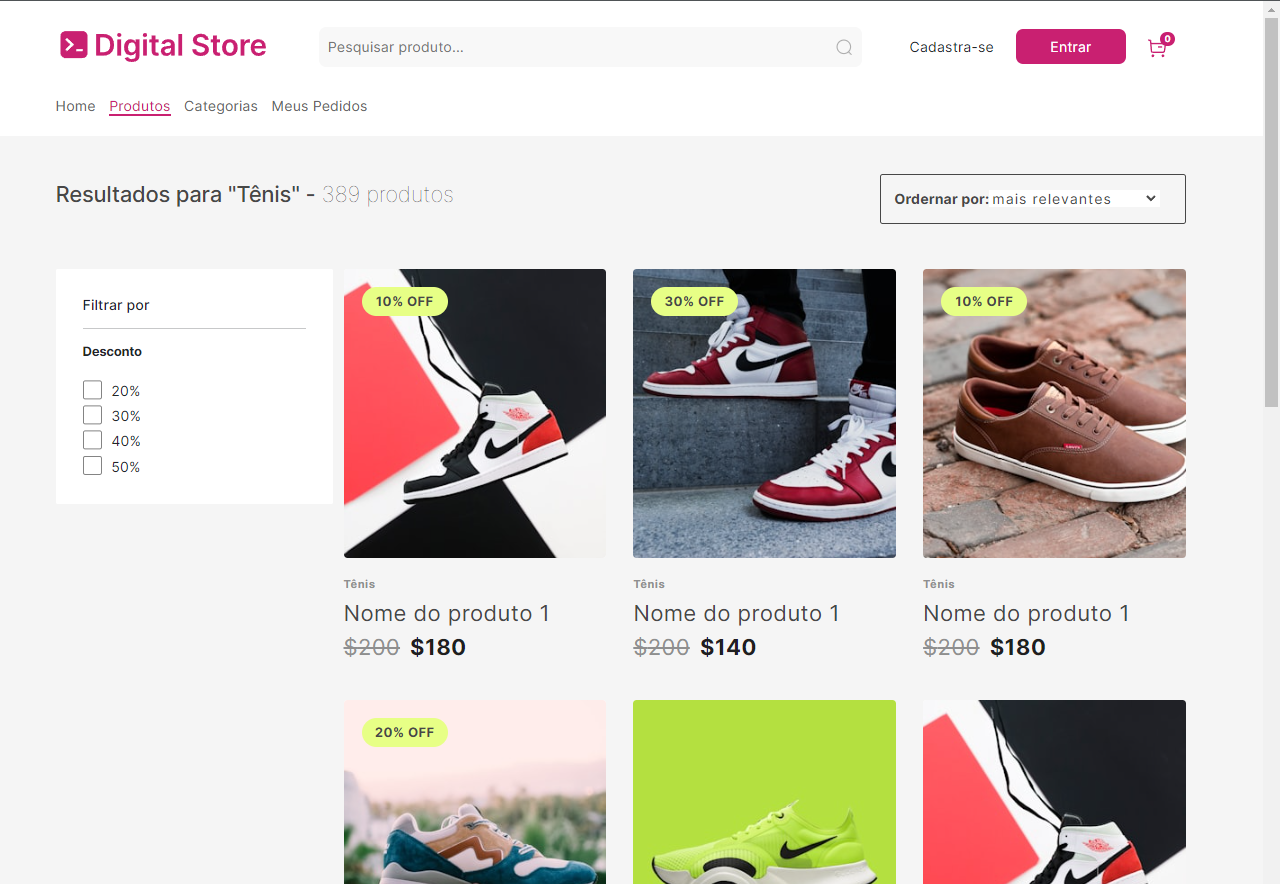 Digital Store
Pesquisar produto...
Cadastra-se
Entrar
0
Home Produtos Categorias Meus Pedidos
Resultados para "Tênis" - 389 produtos
Ordernar por: mais relevantes
Filtrar por
Desconto
20%
30%
40%
50%
10% OFF
30% OFF
10% OFF
Tênis
Nome do produto 1
$200 $180
Tênis
Nome do produto 1
$200 $140
Tênis
Nome do produto 1
$200 $180
20% OFF